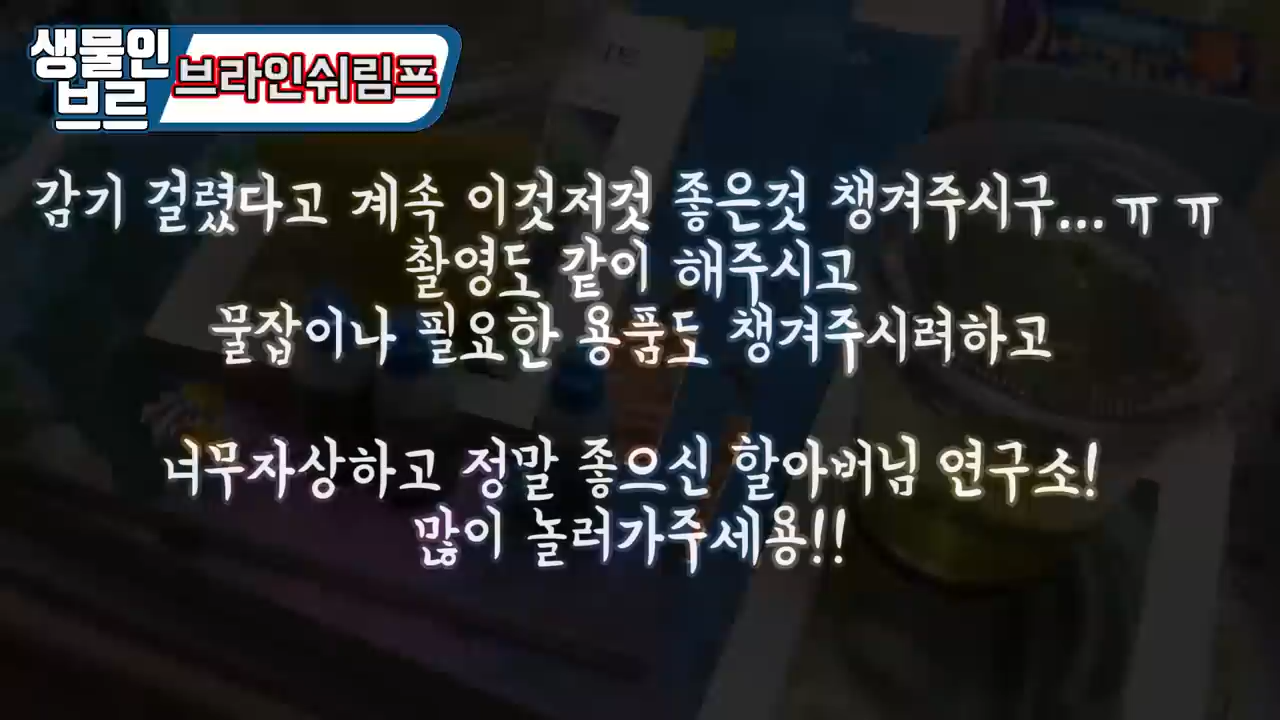 생물인
브르
브라인쉬림프
감기 걸렸다고 계속 이것저것 좋은것 챙겨주시구...ㅠㅠ
촬영도 같이 해주시고
물잡이나 필요한 용품도 챙겨주시려하고
너무자상하고 정말 좋으신 할아버님 연구소!
많이 놀러가주세용!!